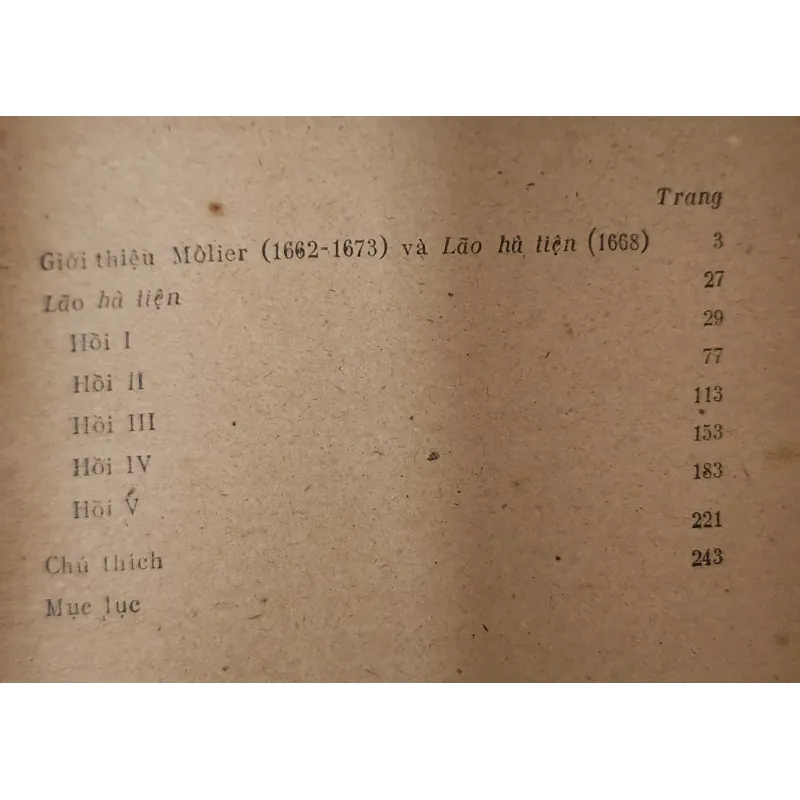 Trang
Giới thiệu Môlier (1662-1673) và Lão hà tiện (1668) 3
Lão hà tiện 27
Hồi I 29
Hồi II 77
Hồi III 113
Hồi IV 153
Hồi V 183
Chú thích 221
Mục lục 243